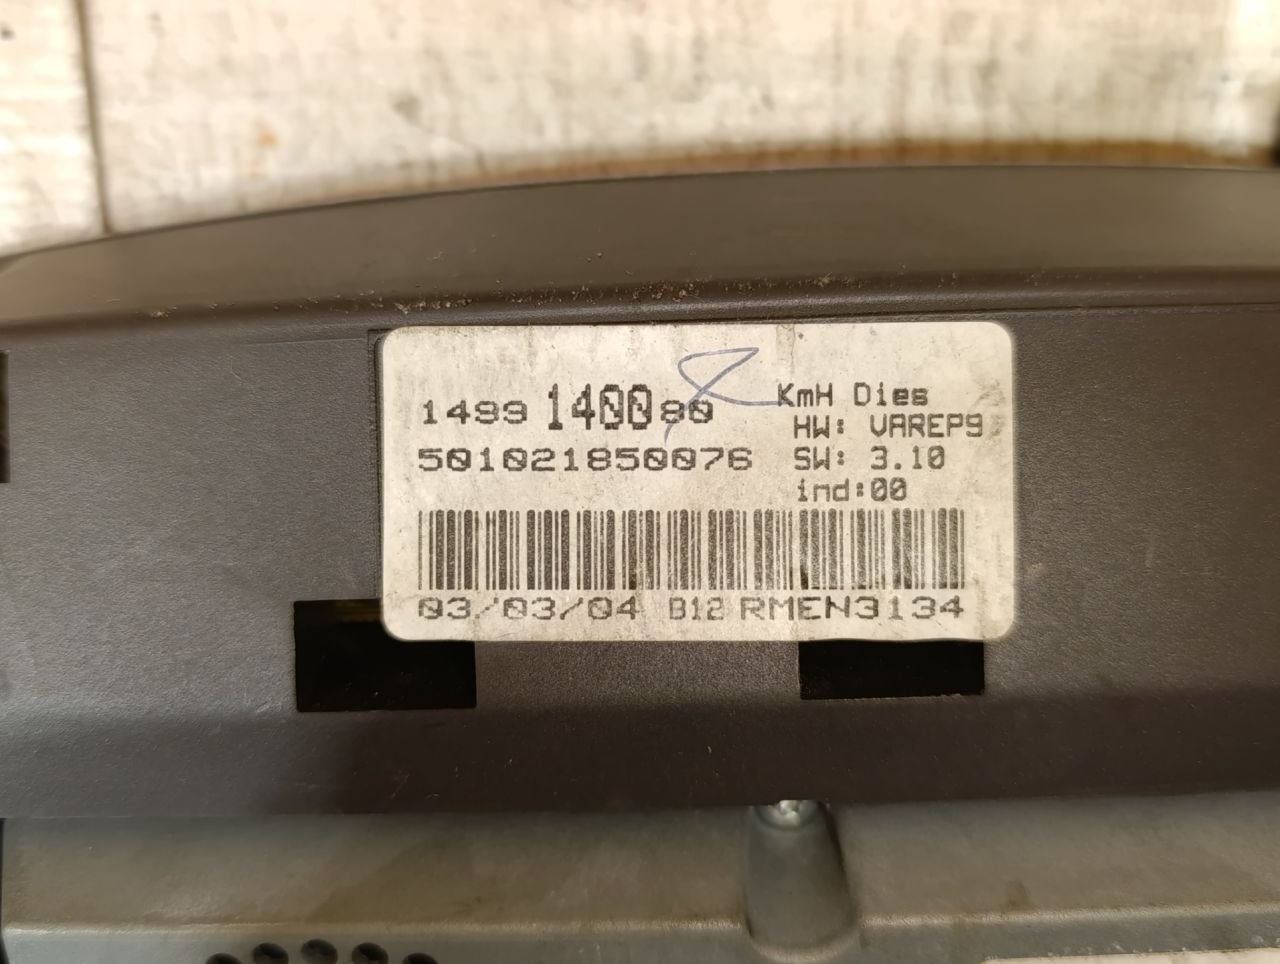 1499 1400 80 KmH Dies
HW: VAREP9
501021850076 SW: 3.10
ind:00
03/03/04 B12 RMEN3134